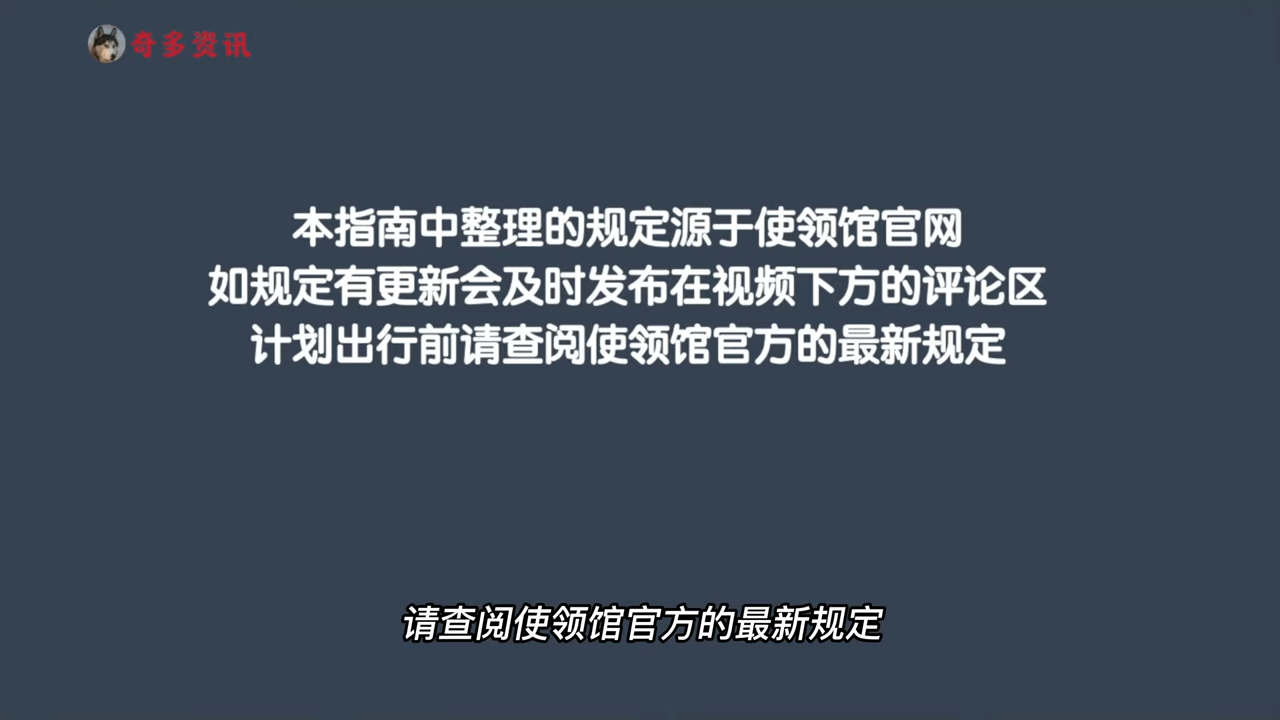 奇多资讯
本指南中整理的规定源于使领馆官网
如规定有更新会及时发布在视频下方的评论区
计划出行前请查阅使领馆官方的最新规定
请查阅使领馆官方的最新规定